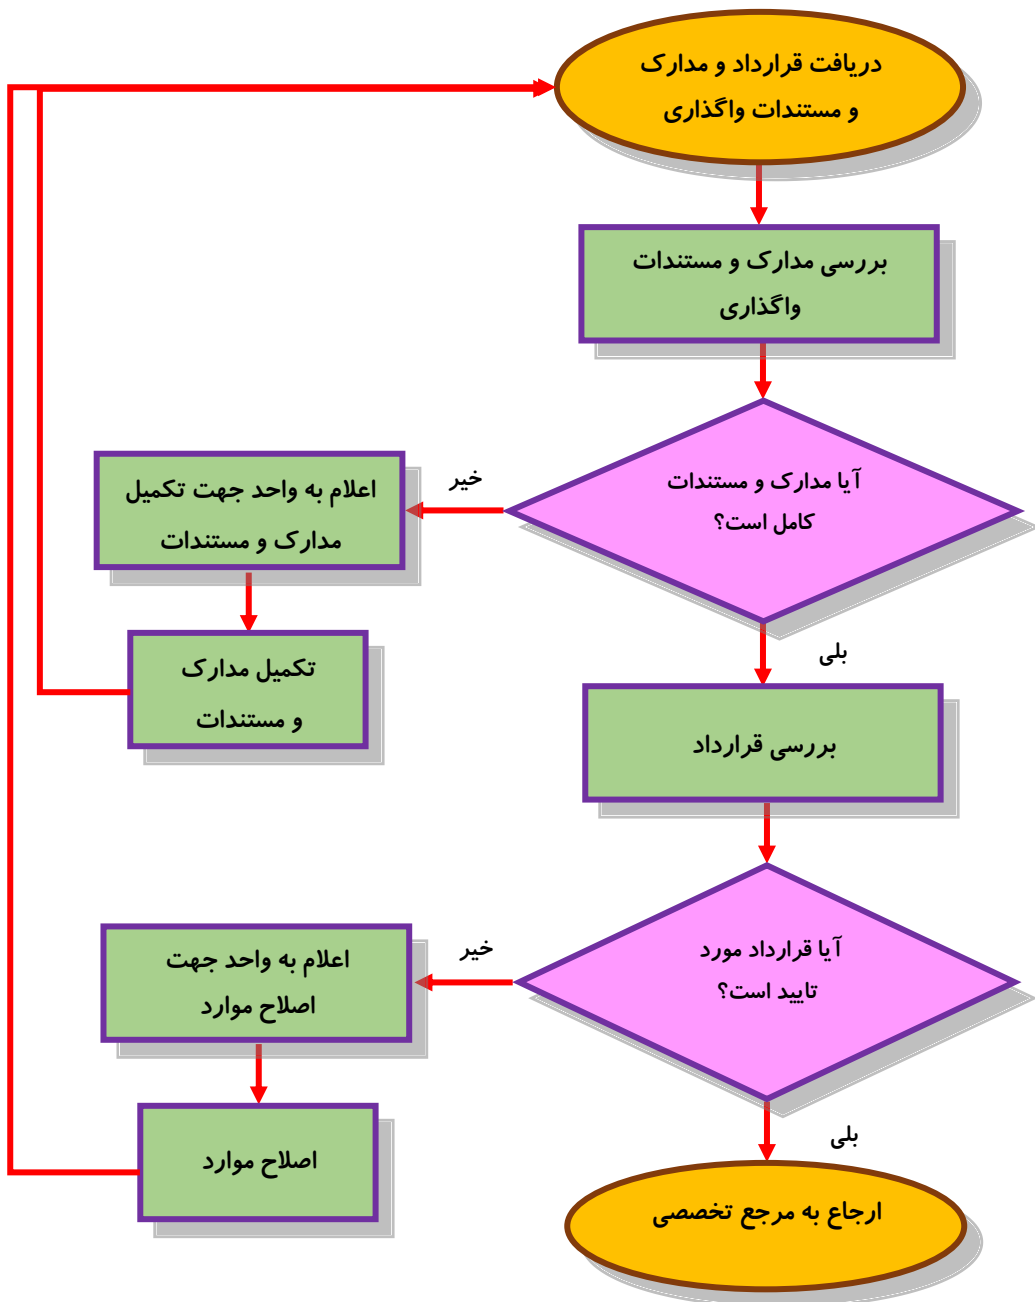 دریافت قرارداد و مدارک
و مستندات واگذاری
بررسی مدارک و مستندات
واگذاری
آیا مدارک و مستندات
کامل است؟
خیر
اعلام به واحد جهت تکمیل
مدارک و مستندات
تکمیل مدارک
و مستندات
بلی
بررسی قرارداد
آیا قرارداد مورد
تایید است؟
خیر
اعلام به واحد جهت
اصلاح موارد
اصلاح موارد
بلی
ارجاع به مرجع تخصصی